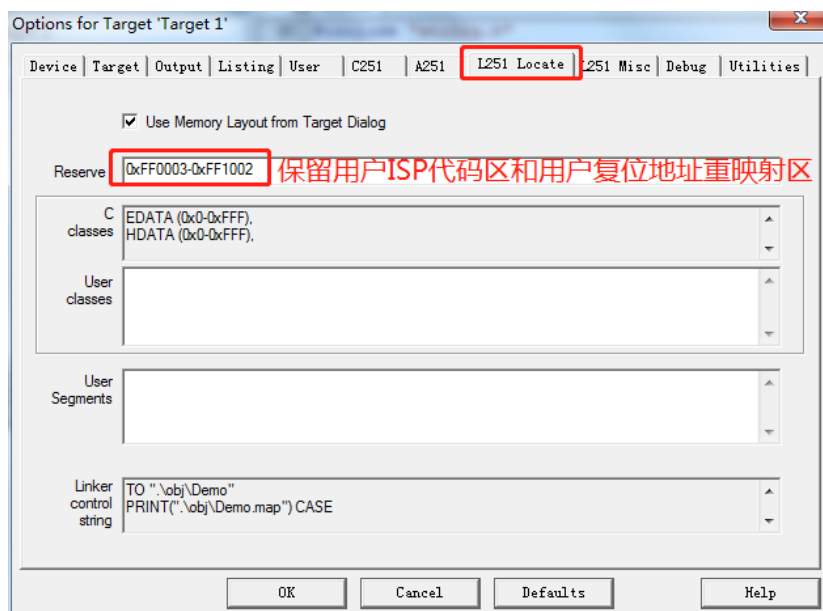 Options for Target 'Target 1'
Device Target Output Listing User C251 A251 L251 Locate L251 Misc Debug Utilities
Use Memory Layout from Target Dialog
Reserve 0xFF0003-0xFF1002 保留用户ISP代码区和用户复位地址重映射区
C classes
EDATA (0x0-0xFFF),
HDATA (0x0-0xFFF),
User
classes
User
Segments
Linker
control
string
TO ".\obj\Demo"
PRINT(".\obj\Demo.map") CASE
OK Cancel Defaults Help